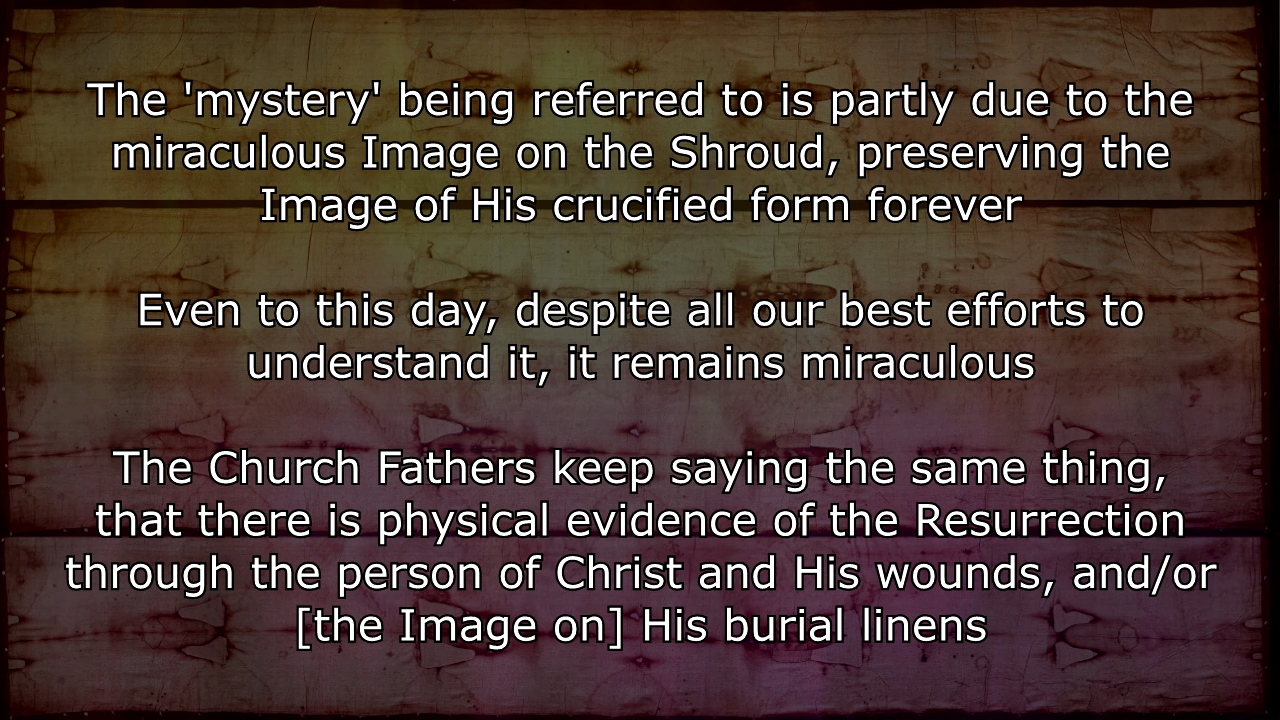 The 'mystery' being referred to is partly due to the
miraculous Image on the Shroud, preserving the
Image of His crucified form forever
Even to this day, despite all our best efforts to
understand it, it remains miraculous
The Church Fathers keep saying the same thing,
that there is physical evidence of the Resurrection
through the person of Christ and His wounds, and/or
[the Image on] His burial linens